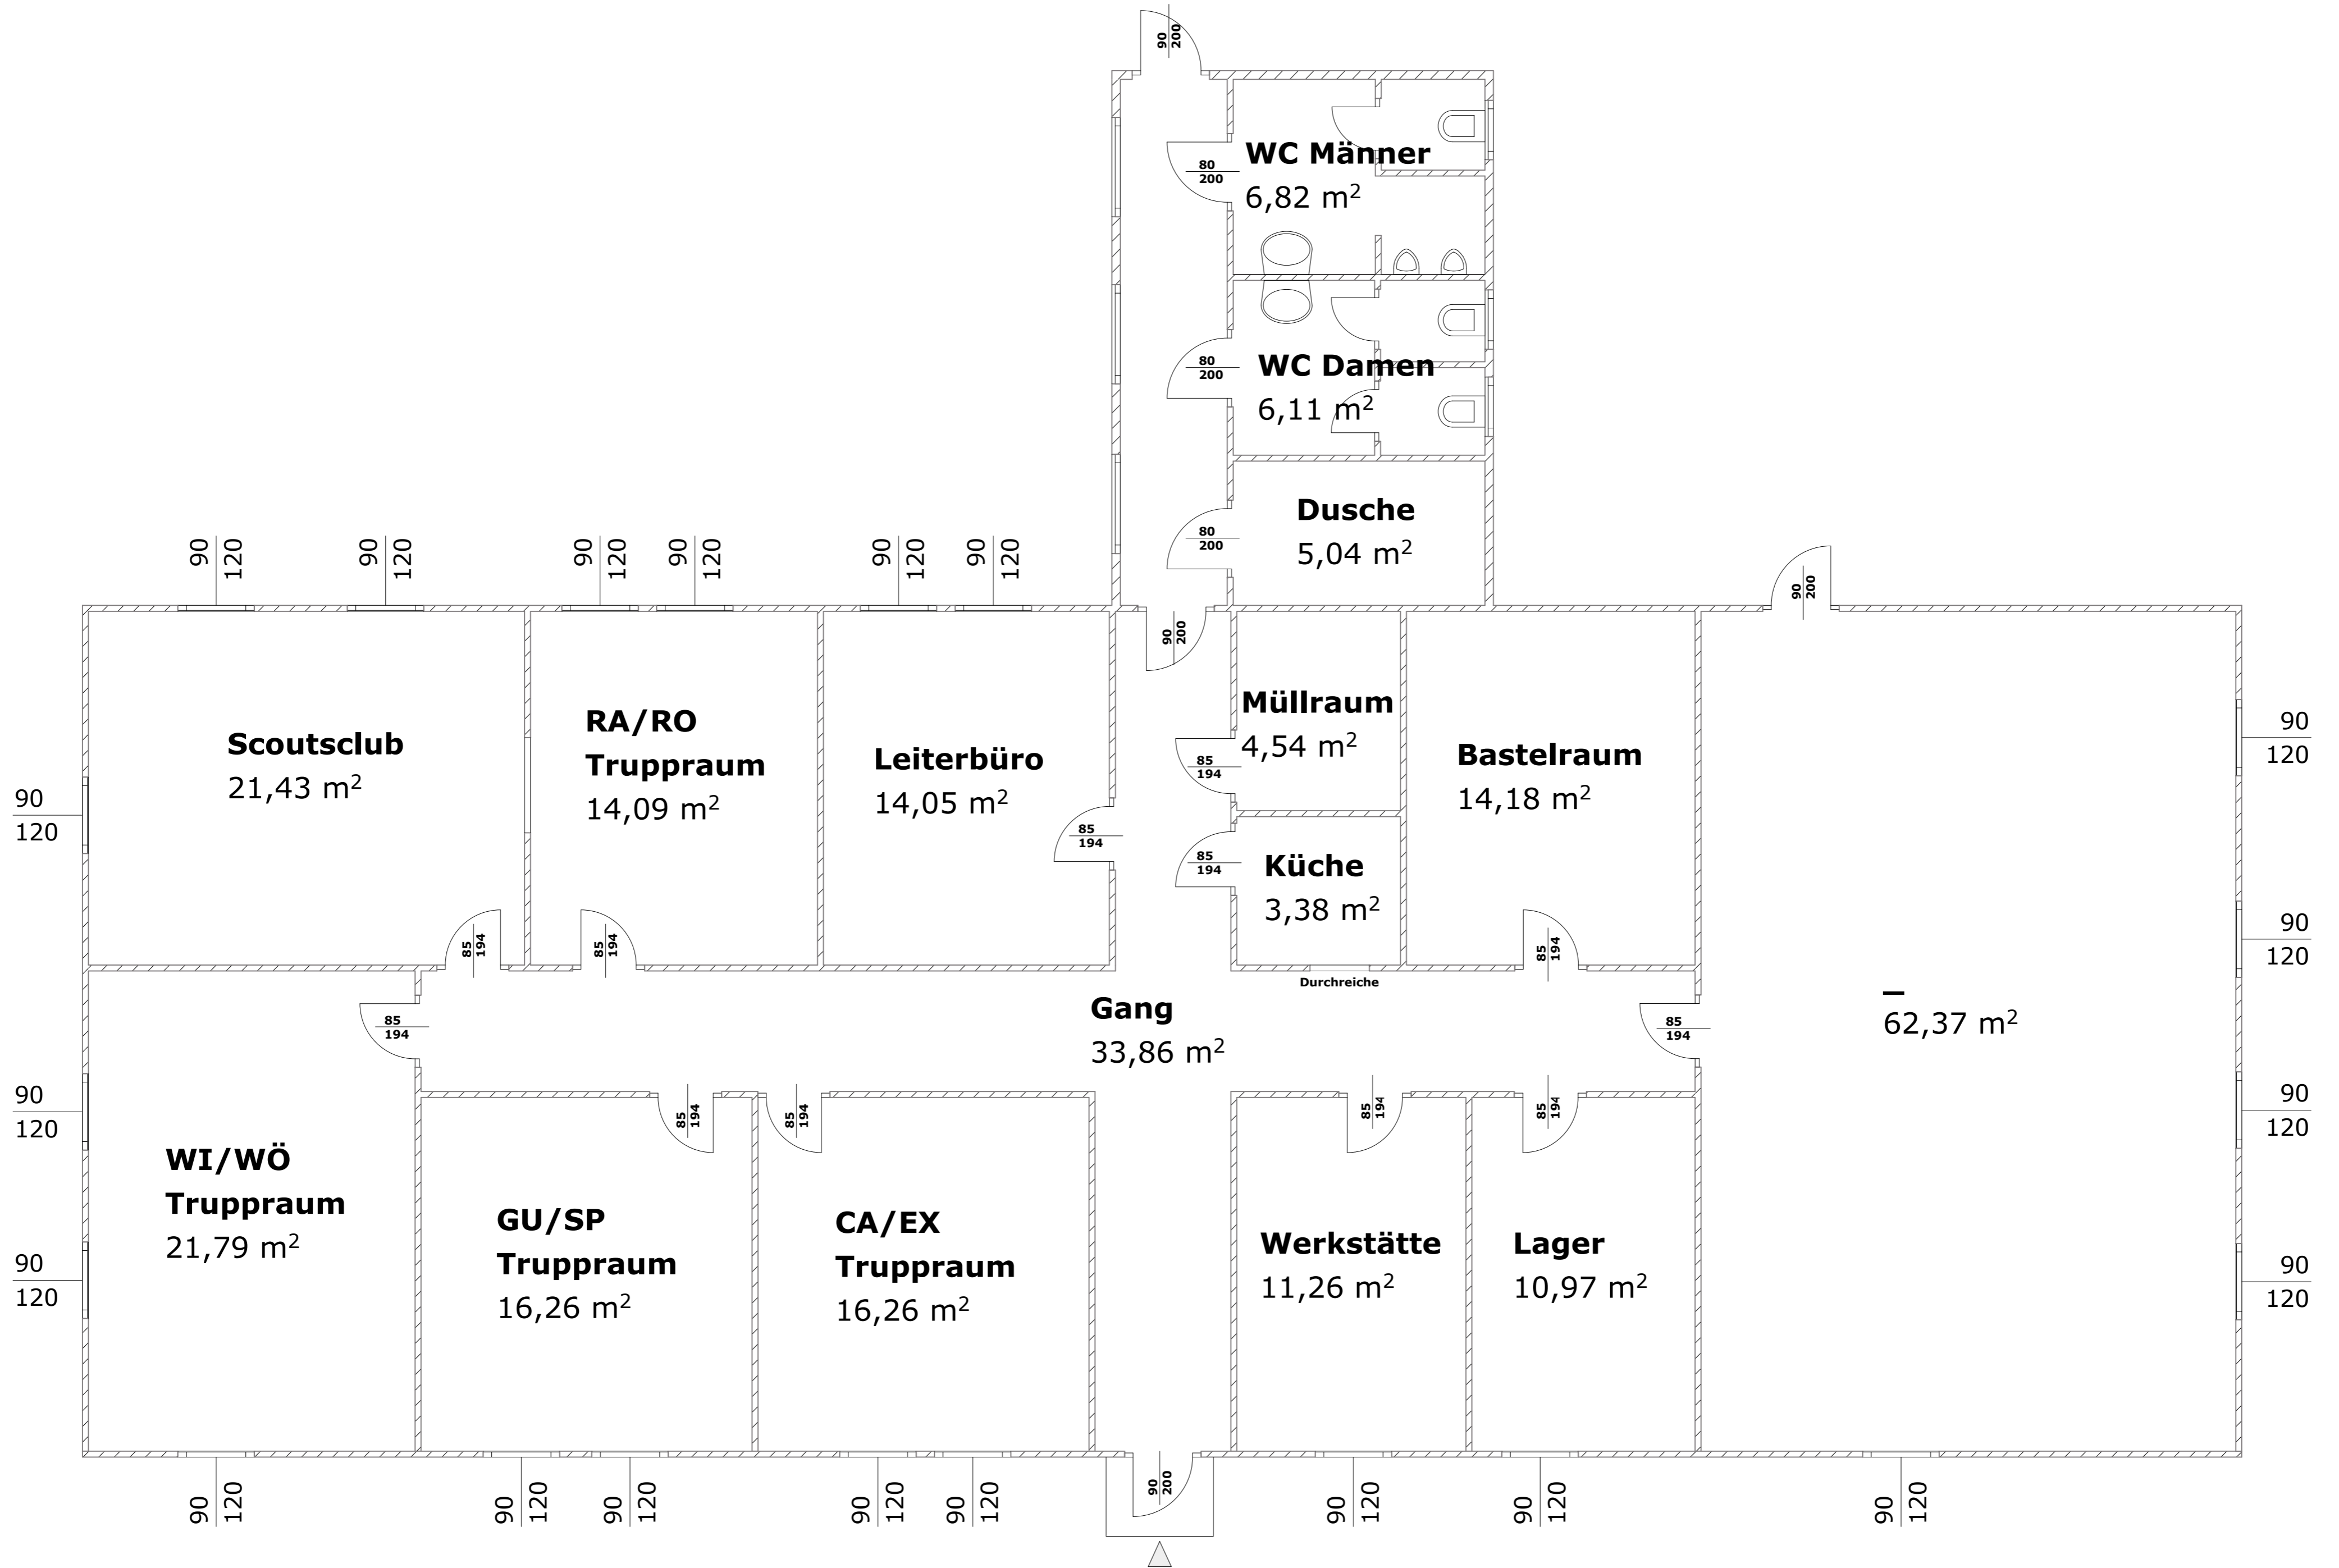 90
200
WC Männer
6,82 m²
80
200
WC Damen
6,11 m²
80
200
Dusche
5,04 m²
80
200
90
120
90
120
90
120
90
120
90
120
90
120
90
200
90
200
Scoutsclub
21,43 m²
RA/RO
Truppraum
14,09 m²
Leiterbüro
14,05 m²
Müllraum
4,54 m²
Bastelraum
14,18 m²
90
120
90
120
85
194
85
194
85
194
Küche
3,38 m²
85
194
85
194
85
194
90
120
Durchreiche
Gang
33,86 m²
85
194
85
194
–
62,37 m²
90
120
85
194
85
194
85
194
85
194
90
120
WI/WÖ
Truppraum
21,79 m²
GU/SP
Truppraum
16,26 m²
CA/EX
Truppraum
16,26 m²
Werkstätte
11,26 m²
Lager
10,97 m²
90
120
90
120
90
120
90
120
90
120
90
120
90
120
90
200
90
120
90
120
90
120